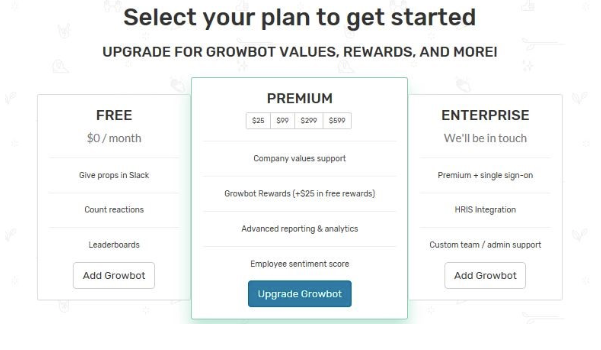 Select your plan to get started
UPGRADE FOR GROWBOT VALUES, REWARDS, AND MORE!
FREE
$0 / month
Give props in Slack
Count reactions
Leaderboards
Add Growbot
PREMIUM
$25 $99 $299 $599
Company values support
Growbot Rewards (+$25 in free rewards)
Advanced reporting & analytics
Employee sentiment score
Upgrade Growbot
ENTERPRISE
We'll be in touch
Premium + single sign-on
HRIS Integration
Custom team / admin support
Add Growbot